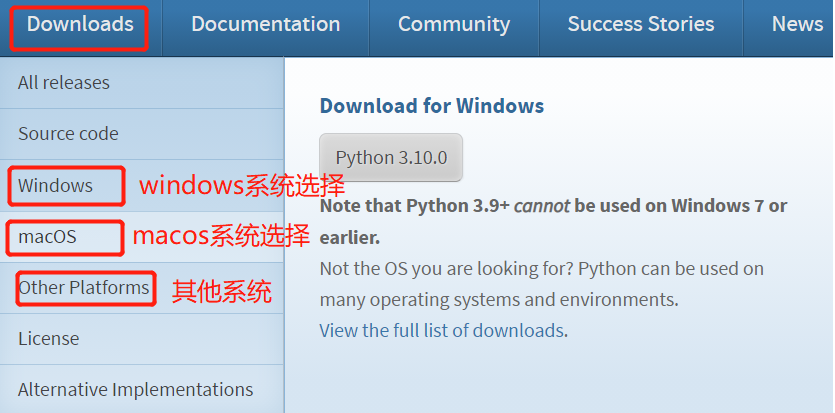 Downloads
Documentation
Community
Success Stories
News
All releases
Source code
Windows
windows系统选择
macOS
macos系统选择
Other Platforms
其他系统
License
Alternative Implementations
Download for Windows
Python 3.10.0
Note that Python 3.9+ cannot be used on Windows 7 or
earlier.
Not the OS you are looking for? Python can be used on
many operating systems and environments.
View the full list of downloads.